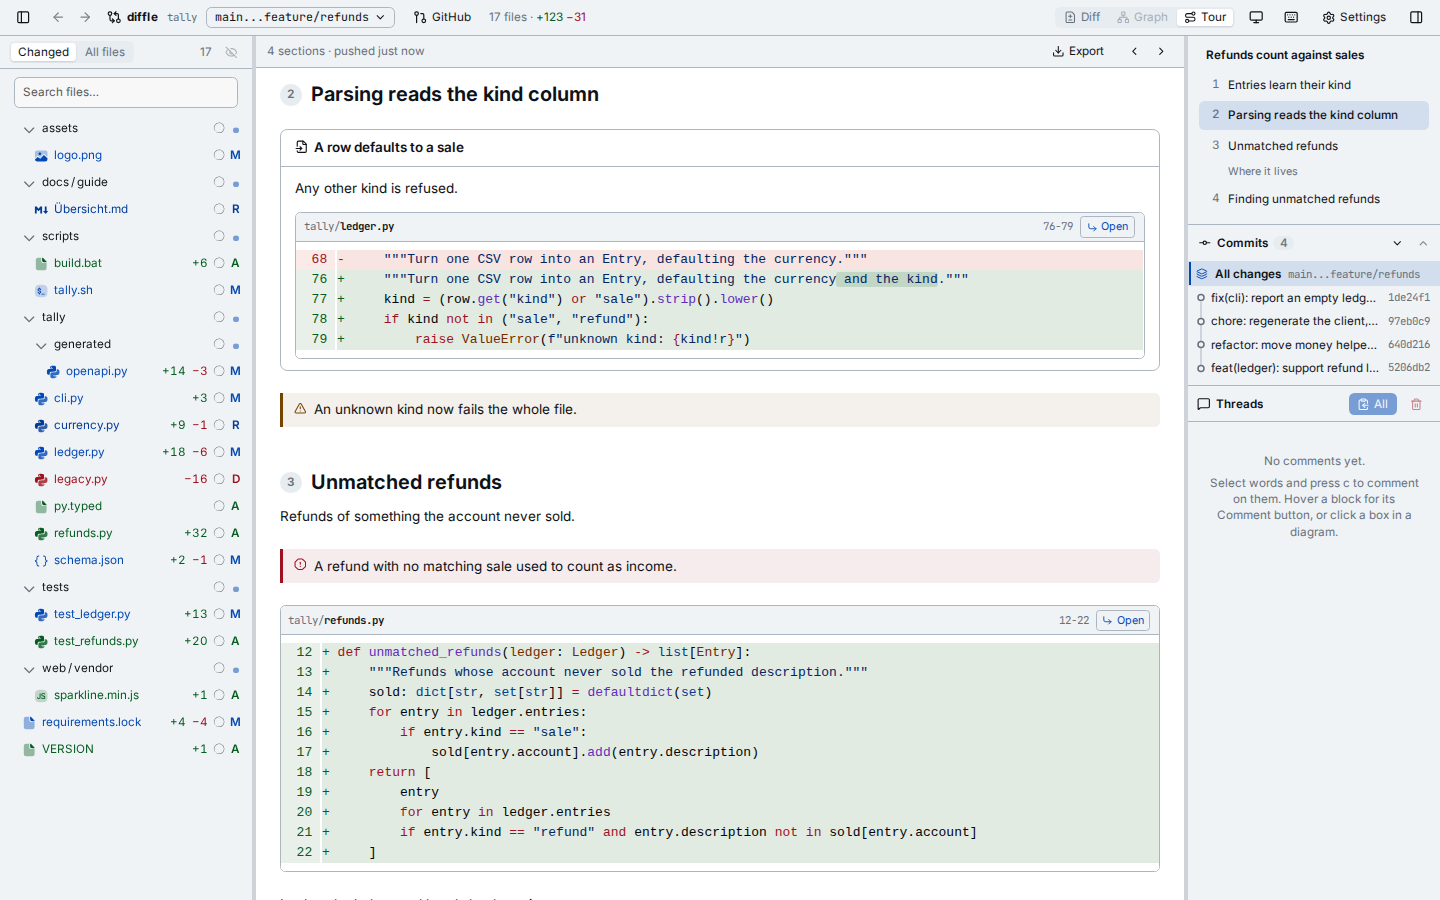 diffle tally main...feature/refunds GitHub 17 files · +123 −31 Diff Graph Tour Settings
Changed All files 17
Search files...
assets
logo.png M
docs/guide
Übersicht.md R
scripts
build.bat +6 A
tally.sh M
tally
generated
openapi.py +14 −3 M
cli.py +3 M
currency.py +9 −1 R
ledger.py +18 −6 M
legacy.py −16 D
py.typed A
refunds.py +32 A
schema.json +2 −1 M
tests
test_ledger.py +13 M
test_refunds.py +20 A
web/vendor
sparkline.min.js +1 A
requirements.lock +4 −4 M
VERSION +1 A
4 sections · pushed just now Export
2 Parsing reads the kind column
A row defaults to a sale
Any other kind is refused.
tally/ledger.py 76-79 Open
68 - """Turn one CSV row into an Entry, defaulting the currency."""
76 + """Turn one CSV row into an Entry, defaulting the currency and the kind."""
77 + kind = (row.get("kind") or "sale").strip().lower()
78 + if kind not in ("sale", "refund"):
79 + raise ValueError(f"unknown kind: {kind!r}")
An unknown kind now fails the whole file.
3 Unmatched refunds
Refunds of something the account never sold.
A refund with no matching sale used to count as income.
tally/refunds.py 12-22 Open
12 + def unmatched_refunds(ledger: Ledger) -> list[Entry]:
13 + """Refunds whose account never sold the refunded description."""
14 + sold: dict[str, set[str]] = defaultdict(set)
15 + for entry in ledger.entries:
16 + if entry.kind == "sale":
17 + sold[entry.account].add(entry.description)
18 + return [
19 + entry
20 + for entry in ledger.entries
21 + if entry.kind == "refund" and entry.description not in sold[entry.account]
22 + ]
Refunds count against sales
1 Entries learn their kind
2 Parsing reads the kind column
3 Unmatched refunds
Where it lives
4 Finding unmatched refunds
Commits 4
All changes main...feature/refunds
fix(cli): report an empty ledg... 1de24f1
chore: regenerate the client,... 97eb0c9
refactor: move money helpe... 640d216
feat(ledger): support refund l... 5206db2
Threads All
No comments yet.
Select words and press c to comment
on them. Hover a block for its
Comment button, or click a box in a
diagram.